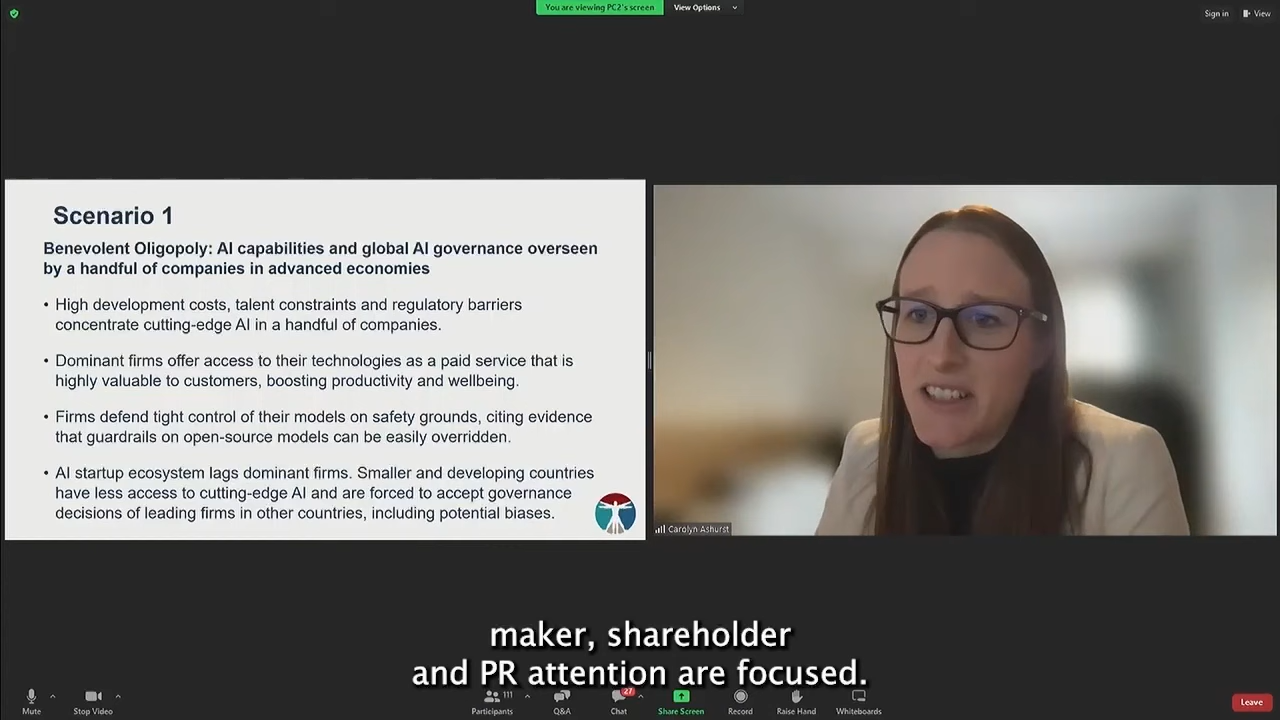 You are viewing PC2's screen
View Options
Sign in
View
Scenario 1
Benevolent Oligopoly: AI capabilities and global AI governance overseen
by a handful of companies in advanced economies
• High development costs, talent constraints and regulatory barriers
concentrate cutting-edge AI in a handful of companies.
• Dominant firms offer access to their technologies as a paid service that is
highly valuable to customers, boosting productivity and wellbeing.
• Firms defend tight control of their models on safety grounds, citing evidence
that guardrails on open-source models can be easily overridden.
• AI startup ecosystem lags dominant firms. Smaller and developing countries
have less access to cutting-edge AI and are forced to accept governance
decisions of leading firms in other countries, including potential biases.
Carolyn Ashurst
maker, shareholder
and PR attention are focused.
111
27
Mute
Stop Video
Participants
Q&A
Chat
Share Screen
Record
Raise Hand
Whiteboards
Leave